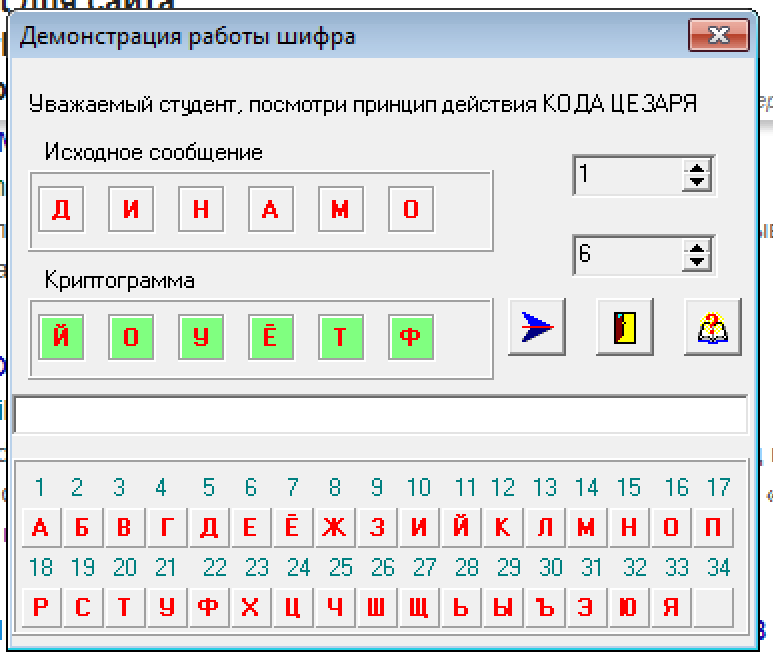 для сайта
Демонстрация работы шифра
Уважаемый студент, посмотри принцип действия КОДА ЦЕЗАРЯ
Исходное сообщение
1
Д И Н А М О
6
Криптограмма
Й О У Ё Т Ф
1 2 3 4 5 6 7 8 9 10 11 12 13 14 15 16 17
А Б В Г Д Е Ё Ж З И Й К Л М Н О П
18 19 20 21 22 23 24 25 26 27 28 29 30 31 32 33 34
Р С Т У Ф Х Ц Ч Ш Щ Ь Ы Ъ Э Ю Я